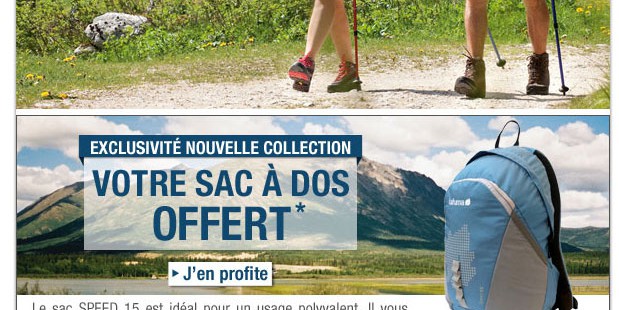 EXCLUSIVITÉ NOUVELLE COLLECTION
VOTRE SAC À DOS
OFFERT*
J'en profite
Lafuma
Le sac SPEED 15 est idéal pour un usage polyvalent. Il vous